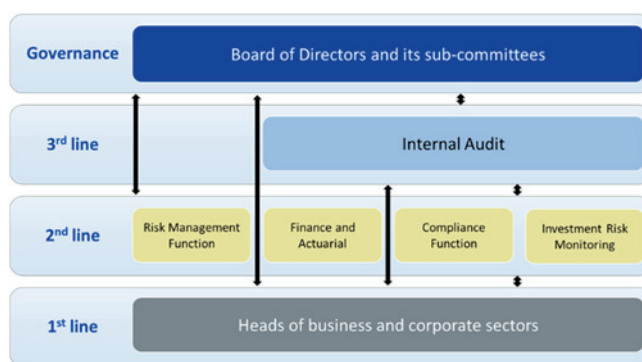 Governance
Board of Directors and its sub-committees
3rd line
Internal Audit
2nd line
Risk Management
Function
Finance and
Actuarial
Compliance
Function
Investment Risk
Monitoring
1st line
Heads of business and corporate sectors